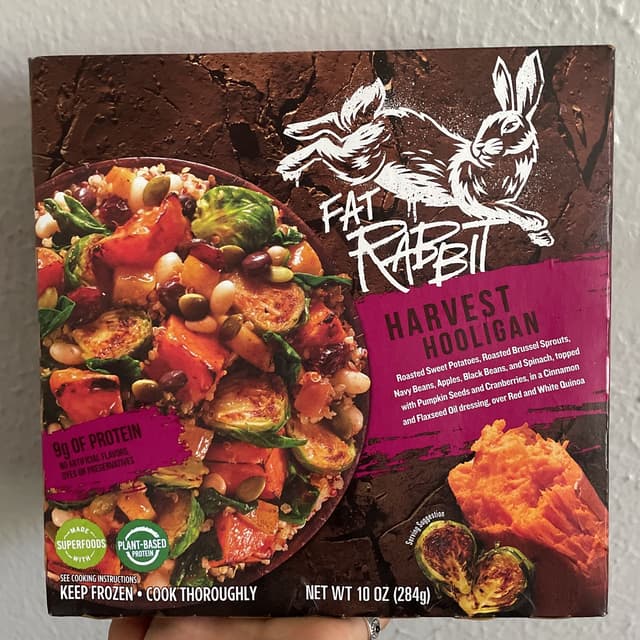 FAT
RABBIT
HARVEST
HOOLIGAN
Roasted Sweet Potatoes, Roasted Brussel Sprouts,
Navy Beans, Apples, Black Beans, and Spinach, topped
with Pumpkin Seeds and Cranberries, in a Cinnamon
and Flaxseed Oil dressing, over Red and White Quinoa
9g OF PROTEIN
NO ARTIFICIAL FLAVORS,
DYES OR PRESERVATIVES
MADE
SUPERFOODS
WITH
PLANT-BASED
PROTEIN
Serving Suggestion
SEE COOKING INSTRUCTIONS
KEEP FROZEN • COOK THOROUGHLY
NET WT 10 OZ (284g)